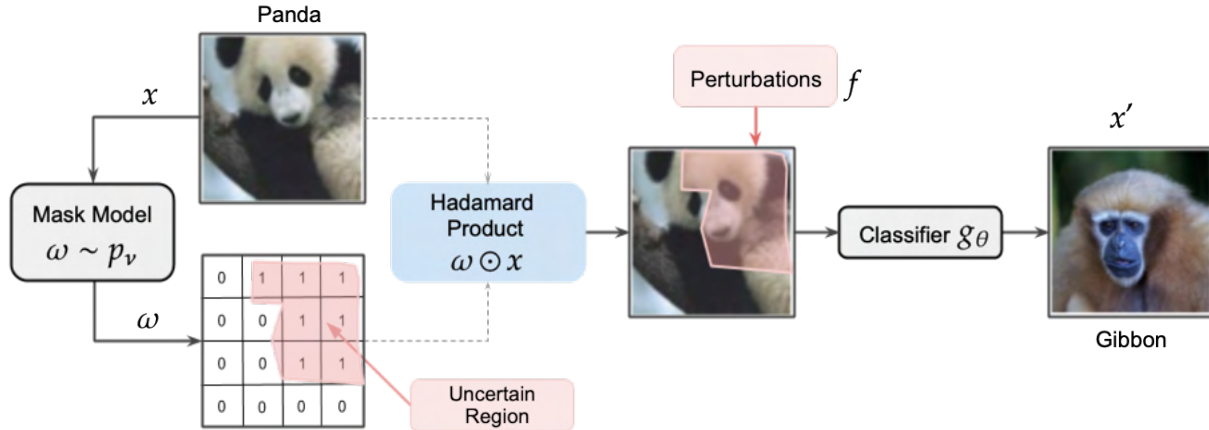 Panda
x
Mask Model
ω ∼ pν
ω
0 1 1 1
0 0 1 1
0 0 1 1
0 0 0 0
Uncertain
Region
Hadamard
Product
ω ⊙ x
Perturbations
f
Classifier gθ
x′
Gibbon